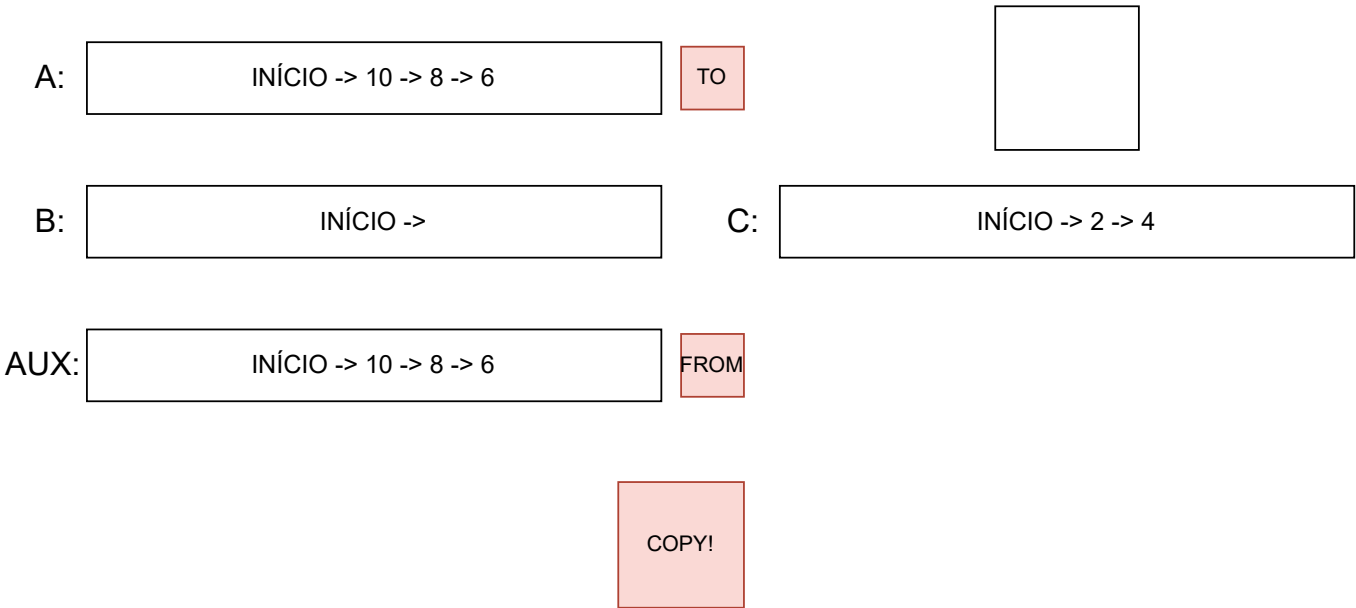 A: INÍCIO -> 10 -> 8 -> 6 TO
B: INÍCIO -> C: INÍCIO -> 2 -> 4
AUX: INÍCIO -> 10 -> 8 -> 6 FROM
COPY!